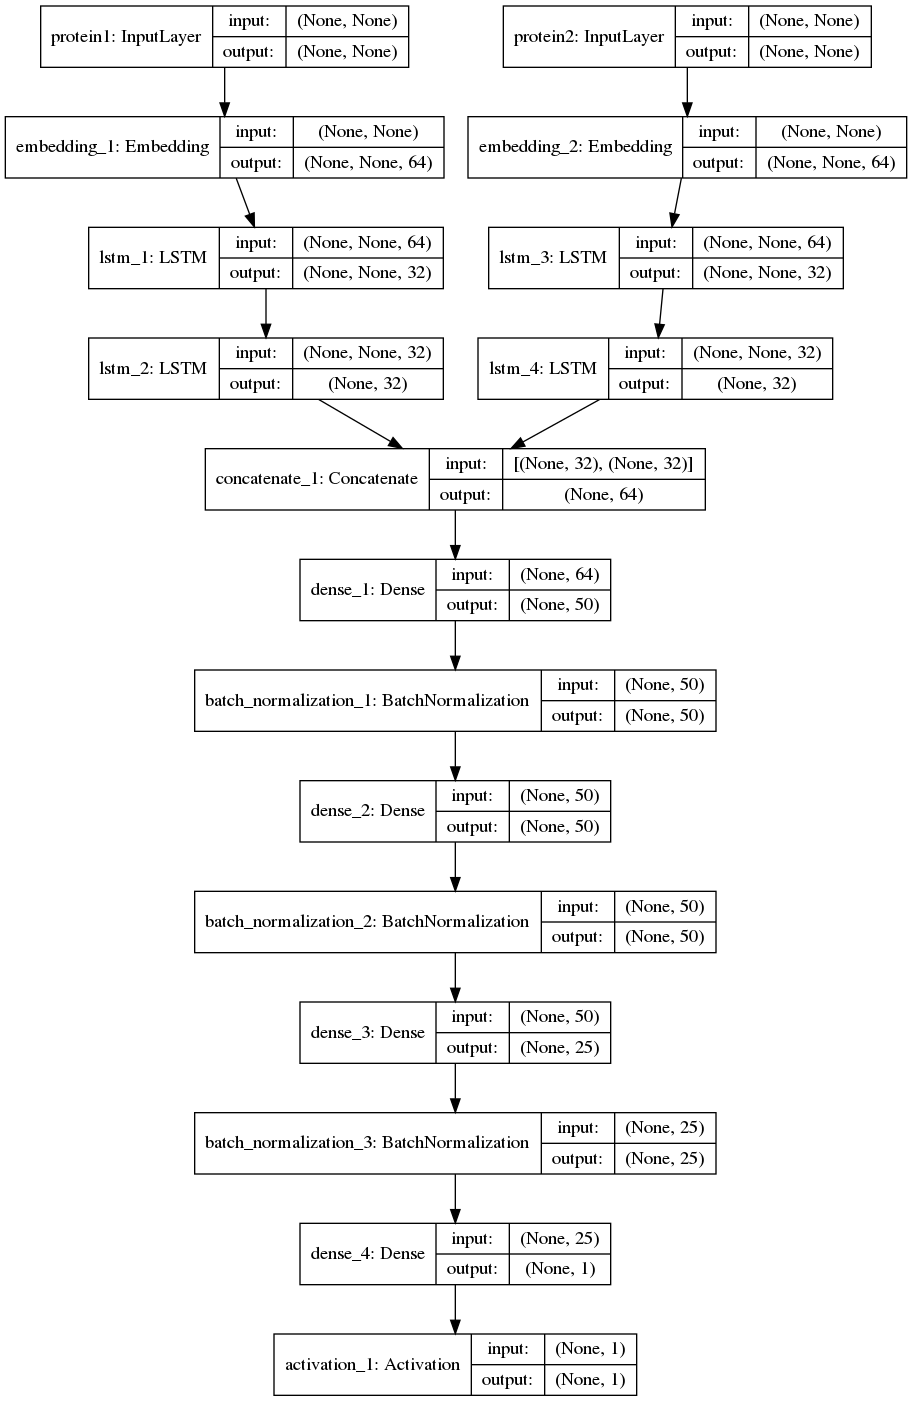 protein1: InputLayer
input: (None, None)
output: (None, None)
protein2: InputLayer
input: (None, None)
output: (None, None)
embedding_1: Embedding
input: (None, None)
output: (None, None, 64)
embedding_2: Embedding
input: (None, None)
output: (None, None, 64)
lstm_1: LSTM
input: (None, None, 64)
output: (None, None, 32)
lstm_3: LSTM
input: (None, None, 64)
output: (None, None, 32)
lstm_2: LSTM
input: (None, None, 32)
output: (None, 32)
lstm_4: LSTM
input: (None, None, 32)
output: (None, 32)
concatenate_1: Concatenate
input: [(None, 32), (None, 32)]
output: (None, 64)
dense_1: Dense
input: (None, 64)
output: (None, 50)
batch_normalization_1: BatchNormalization
input: (None, 50)
output: (None, 50)
dense_2: Dense
input: (None, 50)
output: (None, 50)
batch_normalization_2: BatchNormalization
input: (None, 50)
output: (None, 50)
dense_3: Dense
input: (None, 50)
output: (None, 25)
batch_normalization_3: BatchNormalization
input: (None, 25)
output: (None, 25)
dense_4: Dense
input: (None, 25)
output: (None, 1)
activation_1: Activation
input: (None, 1)
output: (None, 1)